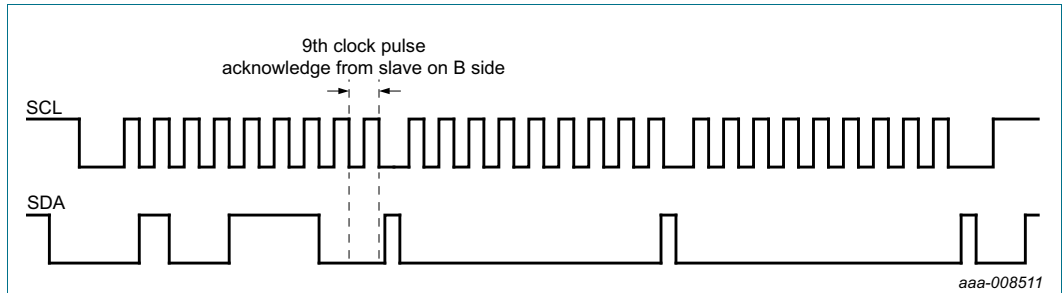 9th clock pulse
acknowledge from slave on B side
SCL
SDA
aaa-008511